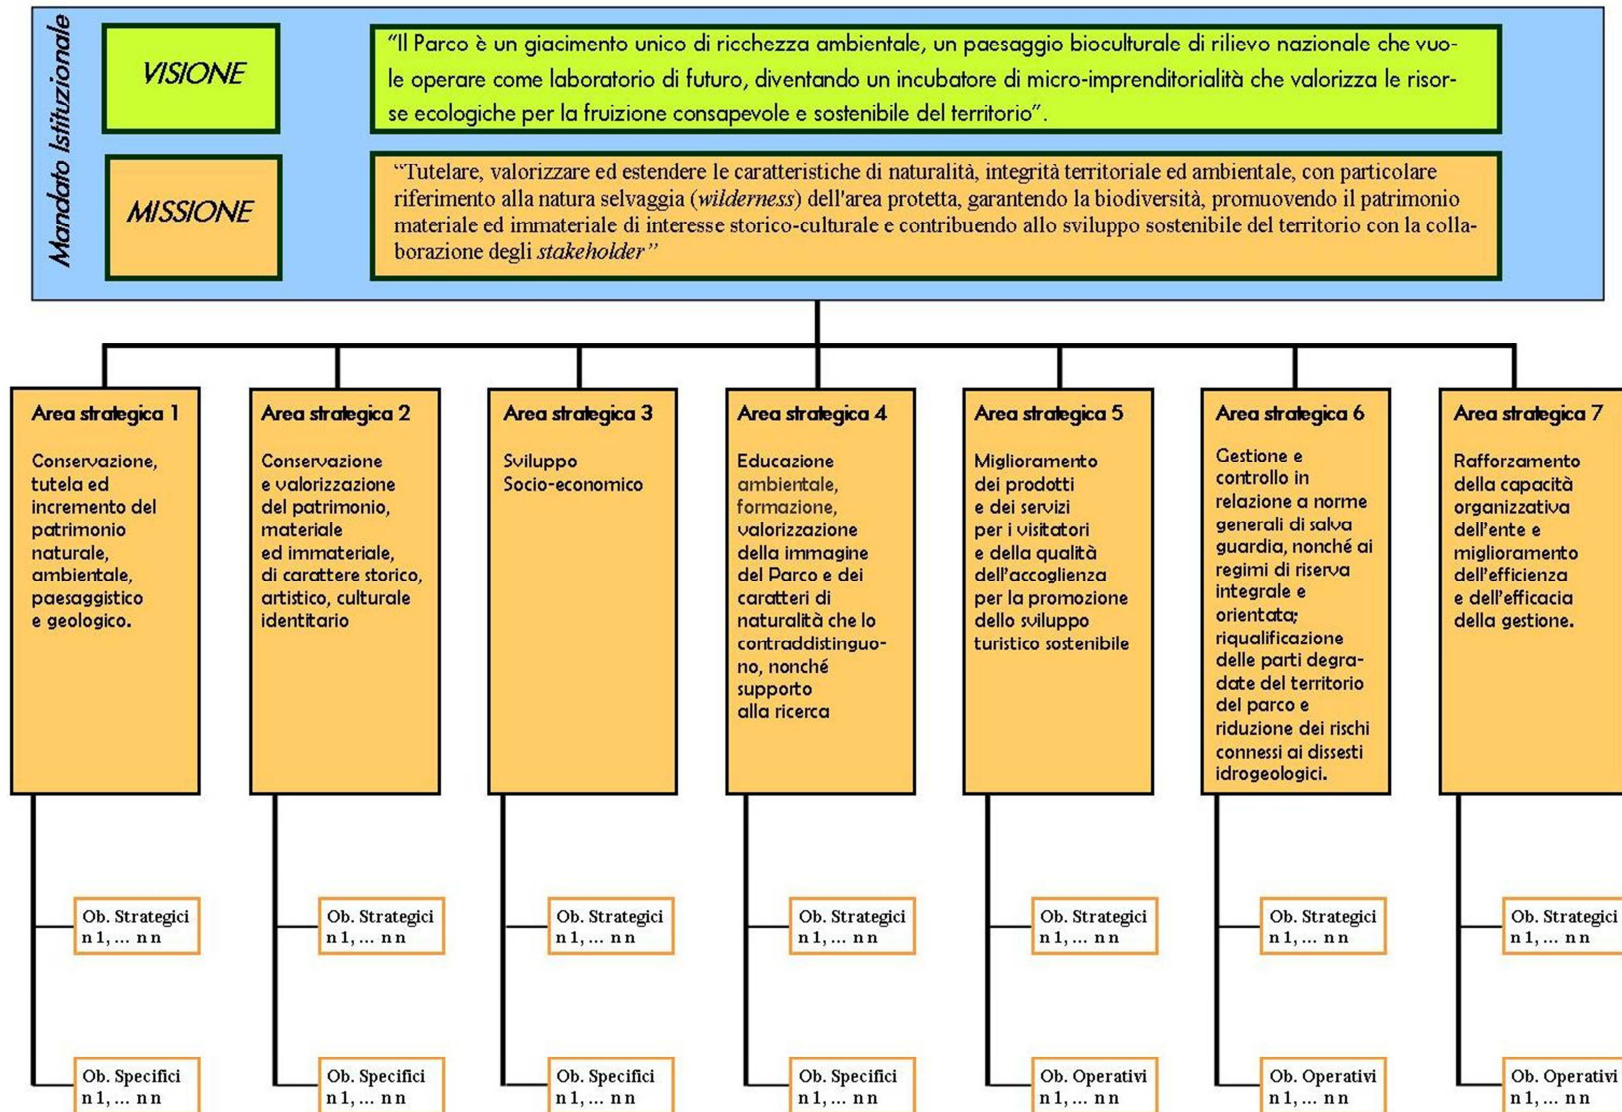 Mandato Istituzionale
VISIONE
"Il Parco è un giacimento unico di ricchezza ambientale, un paesaggio bioculturale di rilievo nazionale che vuo-
le operare come laboratorio di futuro, diventando un incubatore di micro-imprenditorialità che valorizza le risor-
se ecologiche per la fruizione consapevole e sostenibile del territorio".
MISSIONE
"Tutelare, valorizzare ed estendere le caratteristiche di naturalità, integrità territoriale ed ambientale, con particolare
riferimento alla natura selvaggia (wilderness) dell'area protetta, garantendo la biodiversità, promuovendo il patrimonio
materiale ed immateriale di interesse storico-culturale e contribuendo allo sviluppo sostenibile del territorio con la colla-
borazione degli stakeholder"
Area strategica 1
Conservazione,
tutela ed
incremento del
patrimonio
naturale,
ambientale,
paesaggistico
e geologico.
Area strategica 2
Conservazione
e valorizzazione
del patrimonio,
materiale
ed immateriale,
di carattere storico,
artistico, culturale
identitario
Area strategica 3
Sviluppo
Socio-economico
Area strategica 4
Educazione
ambientale,
formazione,
valorizzazione
della immagine
del Parco e dei
caratteri di
naturalità che lo
contraddistinguo-
no, nonché
supporto
alla ricerca
Area strategica 5
Miglioramento
dei prodotti
e dei servizi
per i visitatori
e della qualità
dell'accoglienza
per la promozione
dello sviluppo
turistico sostenibile
Area strategica 6
Gestione e
controllo in
relazione a norme
generali di salva
guardia, nonché ai
regimi di riserva
integrale e
orientata;
riqualificazione
delle parti degra-
date del territorio
del parco e
riduzione dei rischi
connessi ai dissesti
idrogeologici.
Area strategica 7
Rafforzamento
della capacità
organizzativa
dell'ente e
miglioramento
dell'efficienza
e dell'efficacia
della gestione.
Ob. Strategici
n 1, ... n n
Ob. Strategici
n 1, ... n n
Ob. Strategici
n 1, ... n n
Ob. Strategici
n 1, ... n n
Ob. Strategici
n 1, ... n n
Ob. Strategici
n 1, ... n n
Ob. Strategici
n 1, ... n n
Ob. Specifici
n 1, ... n n
Ob. Specifici
n 1, ... n n
Ob. Specifici
n 1, ... n n
Ob. Specifici
n 1, ... n n
Ob. Operativi
n 1, ... n n
Ob. Operativi
n 1, ... n n
Ob. Operativi
n 1, ... n n